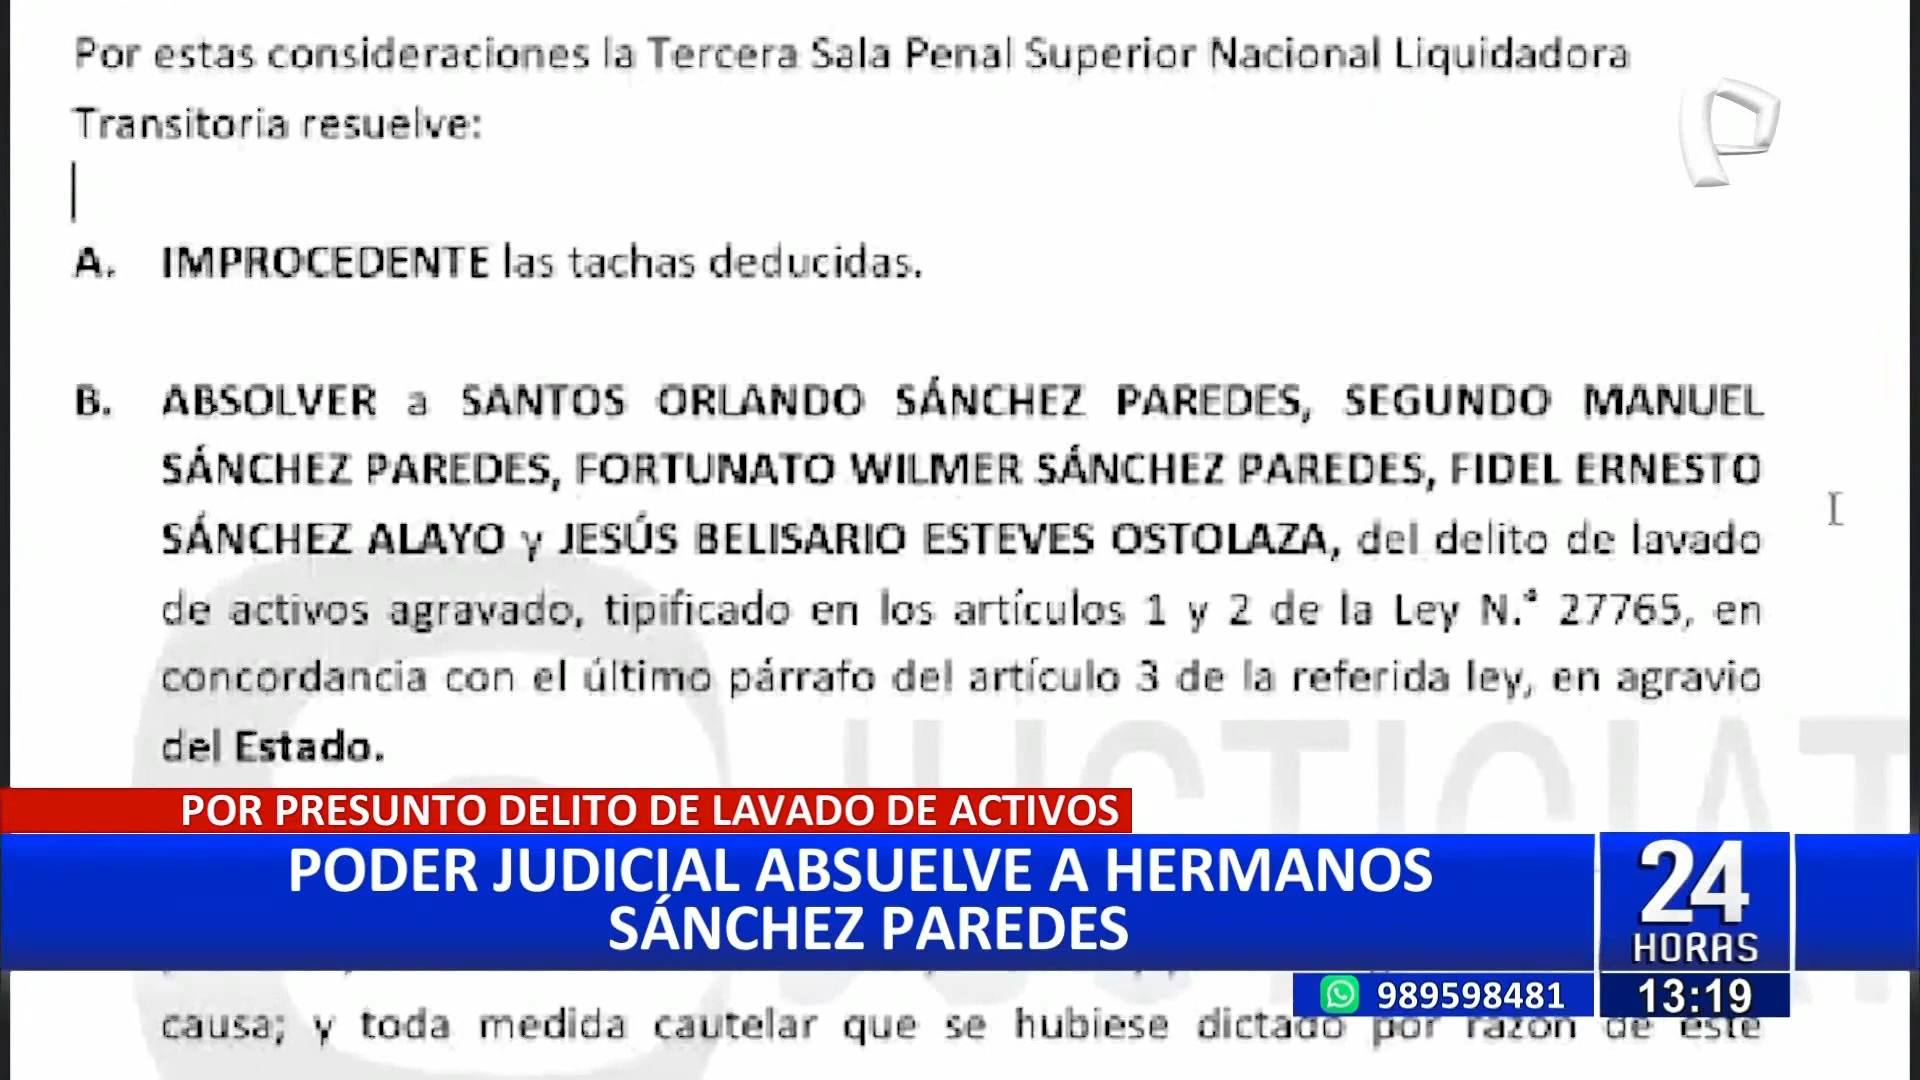 Por estas consideraciones la Tercera Sala Penal Superior Nacional Liquidadora
Transitoria resuelve:
A. IMPROCEDENTE las tachas deducidas.
B. ABSOLVER a SANTOS ORLANDO SÁNCHEZ PAREDES, SEGUNDO MANUEL
SÁNCHEZ PAREDES, FORTUNATO WILMER SÁNCHEZ PAREDES, FIDEL ERNESTO
SÁNCHEZ ALAYO y JESÚS BELISARIO ESTEVES OSTOLAZA, del delito de lavado
de activos agravado, tipificado en los artículos 1 y 2 de la Ley N.° 27765, en
concordancia con el último párrafo del artículo 3 de la referida ley, en agravio
del Estado.
POR PRESUNTO DELITO DE LAVADO DE ACTIVOS
PODER JUDICIAL ABSUELVE A HERMANOS
SÁNCHEZ PAREDES
24
HORAS
989598481
13:19
causa; y toda medida cautelar que se hubiese dictado por razón de este